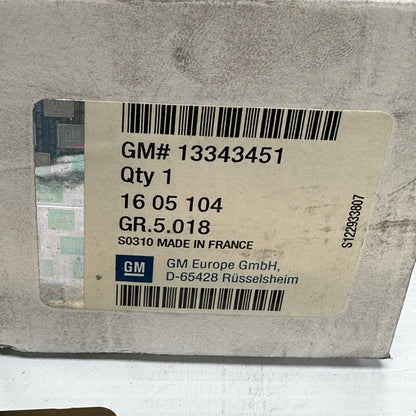 GM# 13343451
Qty 1
16 05 104
GR.5.018
S0310 MADE IN FRANCE
GM
GM Europe GmbH,
D-65428 Rüsselsheim
S122933807